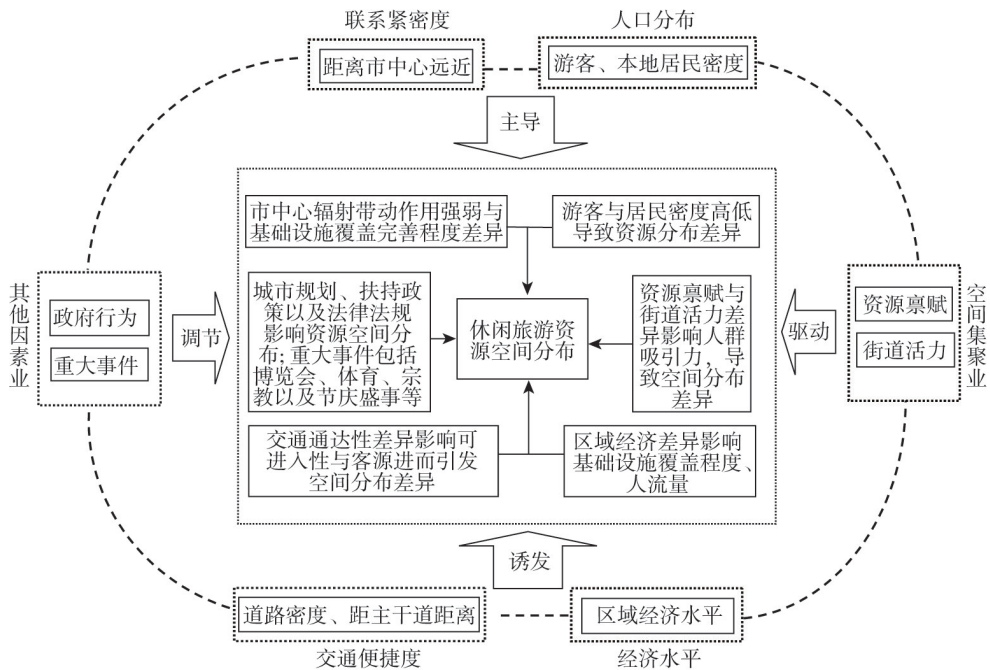 联系紧密度
人口分布
距离市中心远近
游客、本地居民密度
主导
市中心辐射带动作用强弱与
基础设施覆盖完善程度差异
游客与居民密度高低
导致资源分布差异
其他因素业
政府行为
重大事件
调节
城市规划、扶持政
策以及法律法规
影响资源空间分
布;重大事件包括
博览会、体育、宗
教以及节庆盛事等
休闲旅游资
源空间分布
资源禀赋与
街道活力差
异影响人群
吸引力，导
致空间分布
差异
驱动
资源禀赋
街道活力
空间集聚业
交通通达性差异影响可
进入性与客源进而引发
空间分布差异
区域经济差异影响
基础设施覆盖程度、
人流量
诱发
道路密度、距主干道距离
区域经济水平
交通便捷度
经济水平